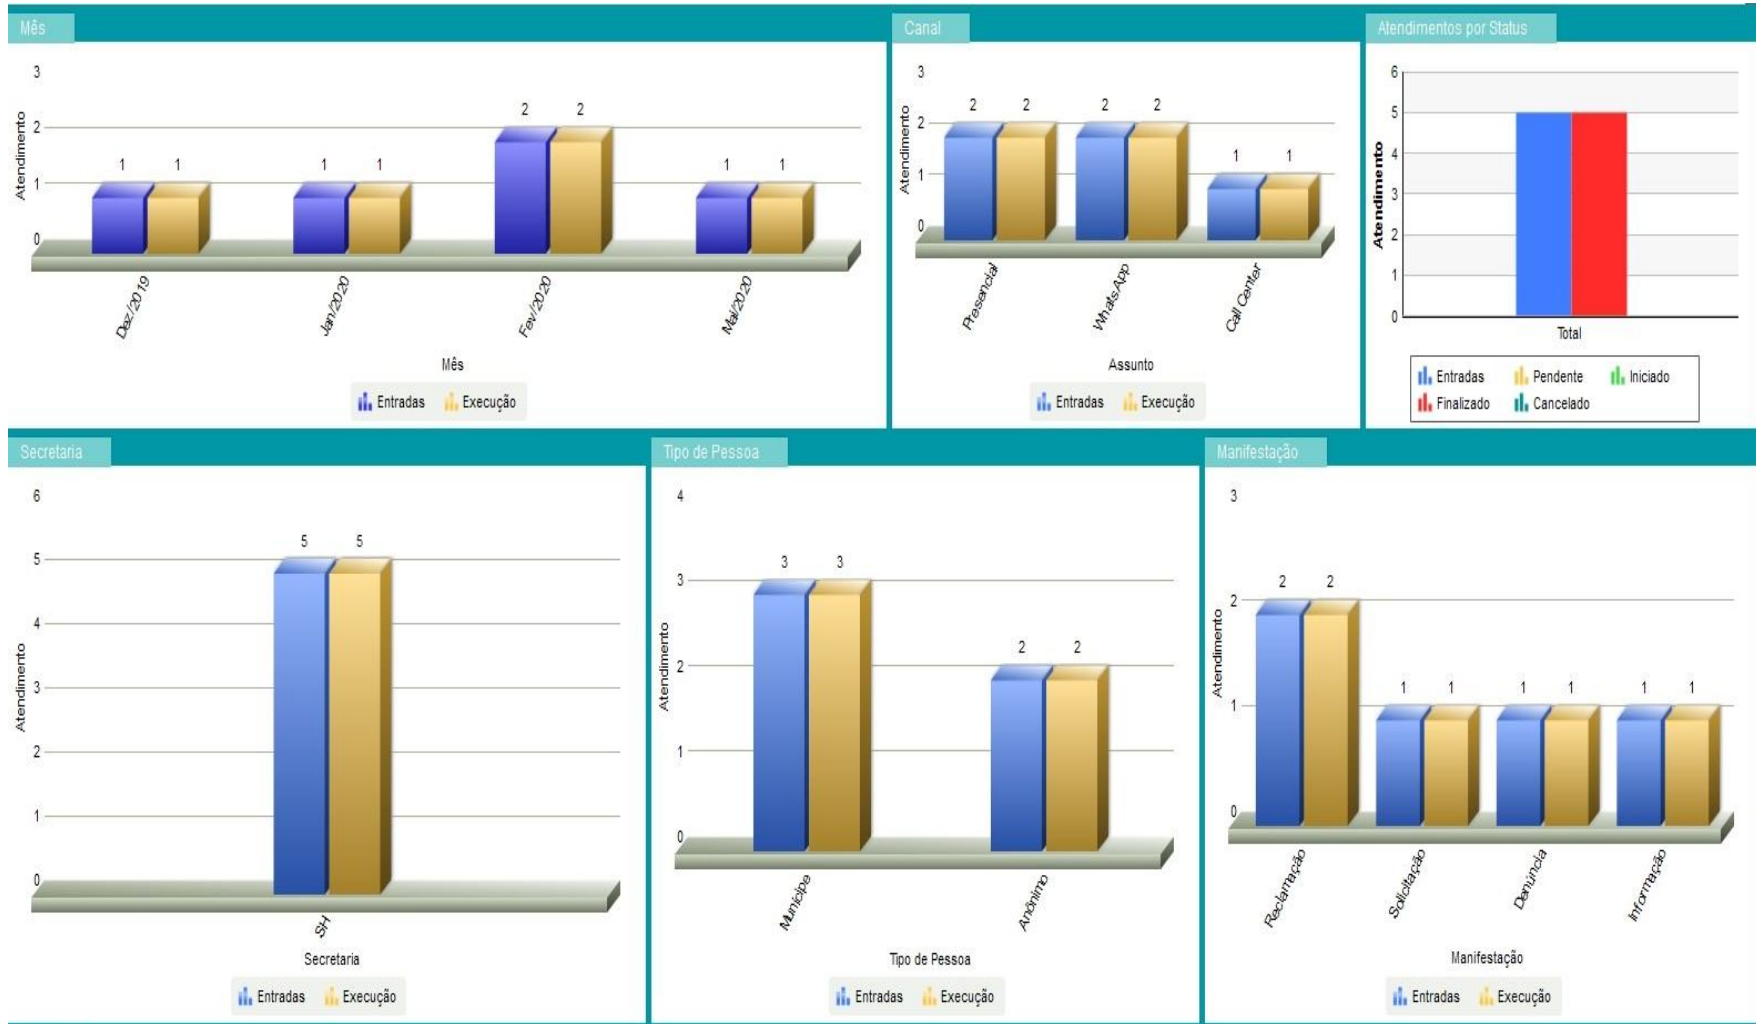 Mês
3
2
1
0
Atendimento
1 1
1 1
2 2
1 1
Dez/2019
Jan/2020
Fev/2020
Mai/2020
Mês
Entradas Execução
Canal
3
2
1
0
Atendimento
2 2
2 2
1 1
Presencial
WhatsApp
Call Center
Assunto
Entradas Execução
Atendimentos por Status
6
5
4
3
2
1
0
Atendimento
Total
Entradas Pendente Iniciado
Finalizado Cancelado
Secretaria
6
5
4
3
2
1
0
Atendimento
5 5
SH
Secretaria
Entradas Execução
Tipo de Pessoa
4
3
2
1
0
Atendimento
3 3
2 2
Munícipe
Anônimo
Tipo de Pessoa
Entradas Execução
Manifestação
3
2
1
0
Atendimento
2 2
1 1
1 1
1 1
Reclamação
Solicitação
Denúncia
Informação
Manifestação
Entradas Execução